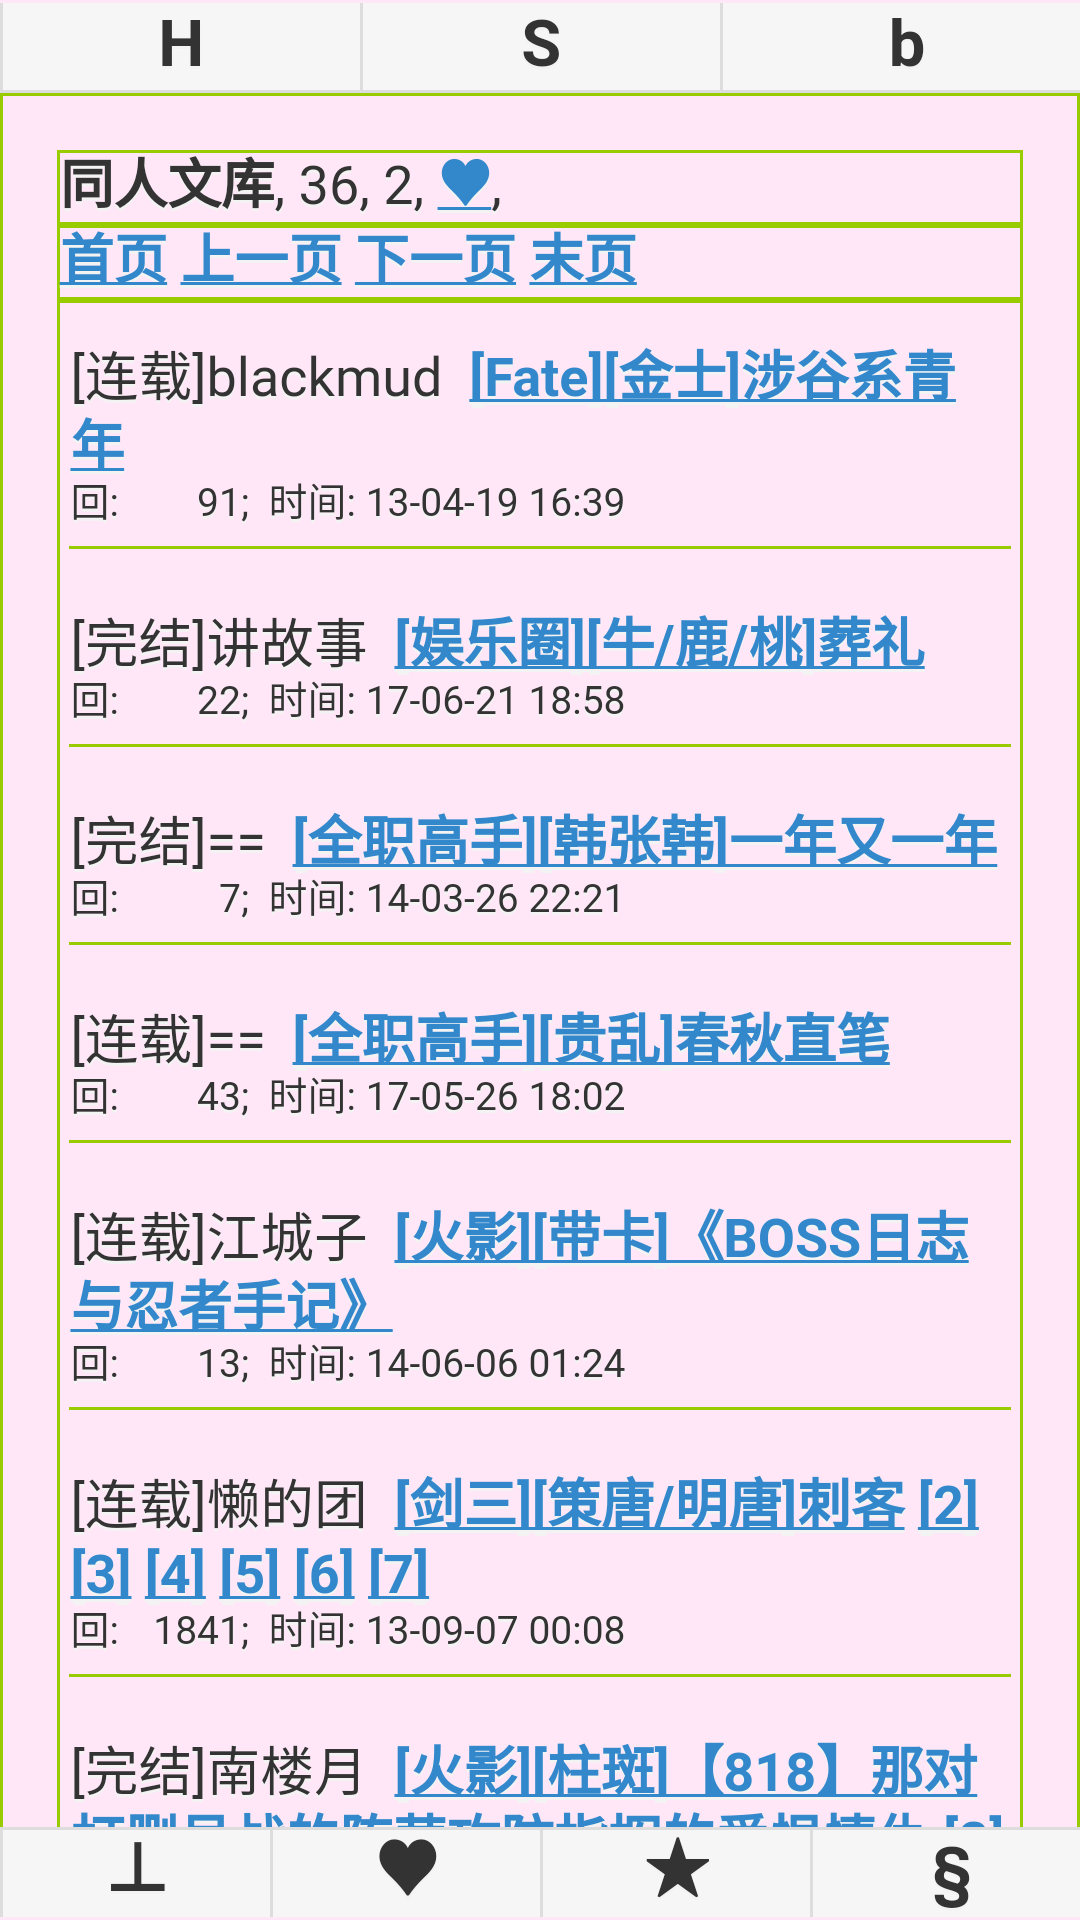 H S b
同人文库, 36, 2, ♥,
首页 上一页 下一页 末页
[连载]blackmud [Fate][金士]涉谷系青
年
回: 91; 时间: 13-04-19 16:39
[完结]讲故事 [娱乐圈][牛/鹿/桃]葬礼
回: 22; 时间: 17-06-21 18:58
[完结]== [全职高手][韩张韩]一年又一年
回: 7; 时间: 14-03-26 22:21
[连载]== [全职高手][贵乱]春秋直笔
回: 43; 时间: 17-05-26 18:02
[连载]江城子 [火影][带卡]《BOSS日志
与忍者手记》
回: 13; 时间: 14-06-06 01:24
[连载]懒的团 [剑三][策唐/明唐]刺客 [2]
[3] [4] [5] [6] [7]
回: 1841; 时间: 13-09-07 00:08
[完结]南楼月 [火影][柱斑]【818】那对
⊥ ♥ ★ §